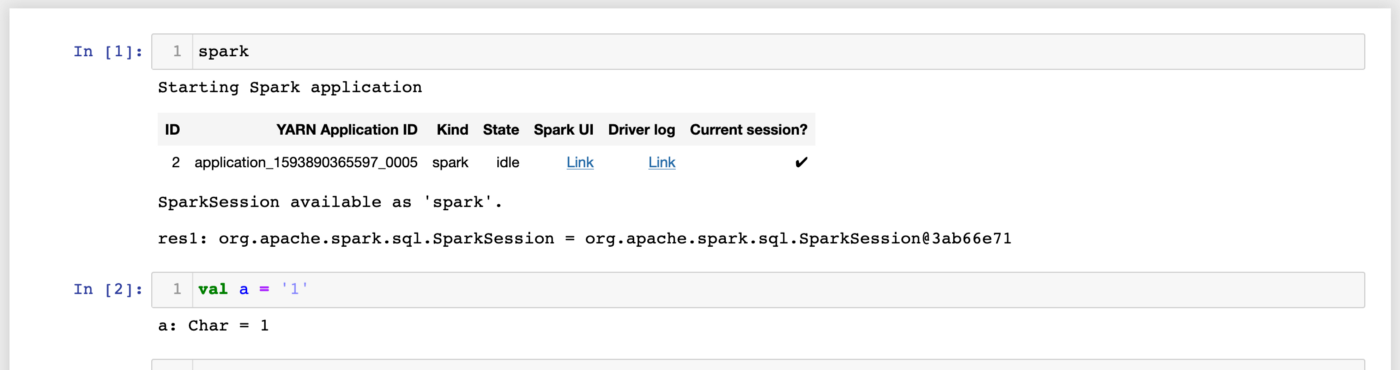 In [1]: 1 spark
Starting Spark application
ID YARN Application ID Kind State Spark UI Driver log Current session?
2 application_1593890365597_0005 spark idle Link Link ✔
SparkSession available as 'spark'.
res1: org.apache.spark.sql.SparkSession = org.apache.spark.sql.SparkSession@3ab66e71
In [2]: 1 val a = '1'
a: Char = 1